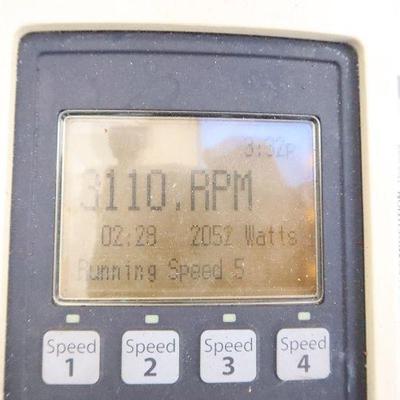 3:32p
3110.RPM
02:28 2052 Watts
Running Speed 5
Speed 1
Speed 2
Speed 3
Speed 4